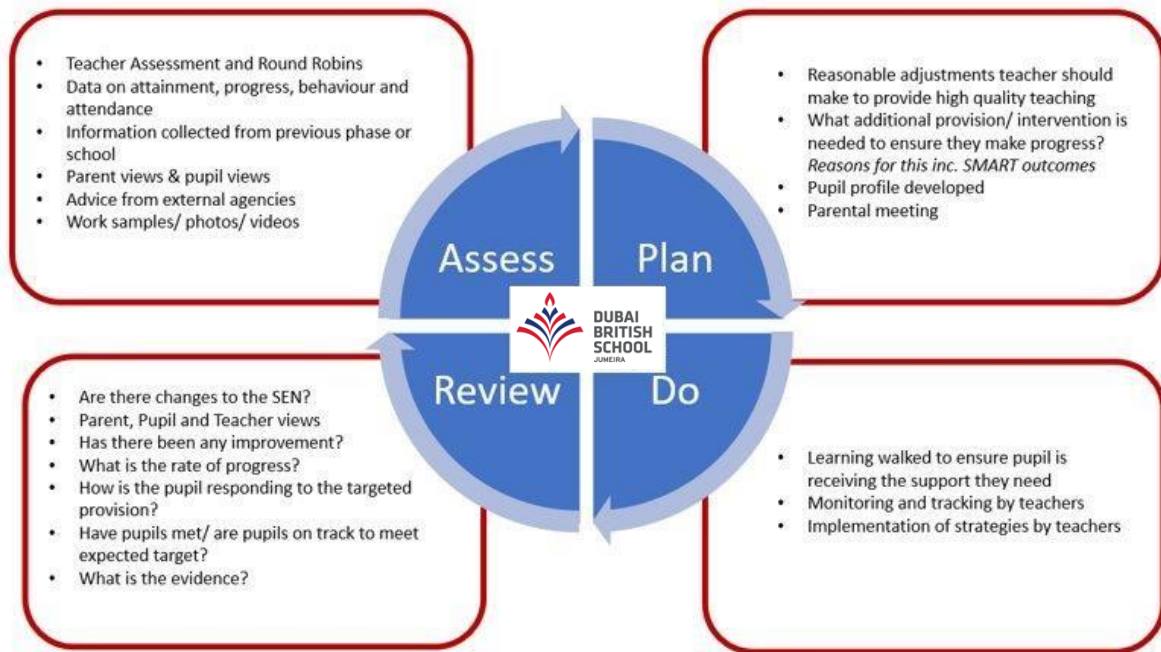 • Teacher Assessment and Round Robins
• Data on attainment, progress, behaviour and
attendance
• Information collected from previous phase or
school
• Parent views & pupil views
• Advice from external agencies
• Work samples/ photos/ videos
• Reasonable adjustments teacher should
make to provide high quality teaching
• What additional provision/ intervention is
needed to ensure they make progress?
Reasons for this inc. SMART outcomes
• Pupil profile developed
• Parental meeting
Assess
Plan
DUBAI
BRITISH
SCHOOL
JUMEIRA
Review
Do
• Are there changes to the SEN?
• Parent, Pupil and Teacher views
• Has there been any improvement?
• What is the rate of progress?
• How is the pupil responding to the targeted
provision?
• Have pupils met/ are pupils on track to meet
expected target?
• What is the evidence?
• Learning walked to ensure pupil is
receiving the support they need
• Monitoring and tracking by teachers
• Implementation of strategies by teachers